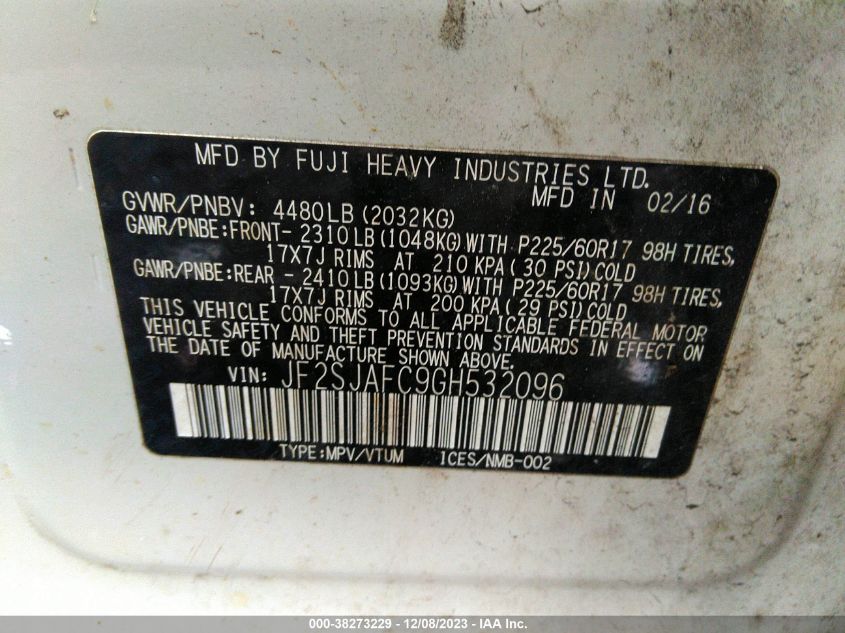 MFD BY FUJI HEAVY INDUSTRIES LTD.
MFD IN 02/16
GVWR/PNBV: 4480LB (2032KG)
GAWR/PNBE:FRONT- 2310LB (1048KG) WITH P225/60R17 98H TIRES,
17X7J RIMS AT 210 KPA ( 30 PSI) COLD
GAWR/PNBE:REAR - 2410LB (1093KG) WITH P225/60R17 98H TIRES,
17X7J RIMS AT 200 KPA ( 29 PSI) COLD
THIS VEHICLE CONFORMS TO ALL APPLICABLE FEDERAL MOTOR
VEHICLE SAFETY AND THEFT PREVENTION STANDARDS IN EFFECT ON
THE DATE OF MANUFACTURE SHOWN ABOVE.
VIN: JF2SJAFC9GH532096
TYPE:MPV/VTUM ICES/NMB-002
000-38273229 - 12/08/2023 - IAA Inc.